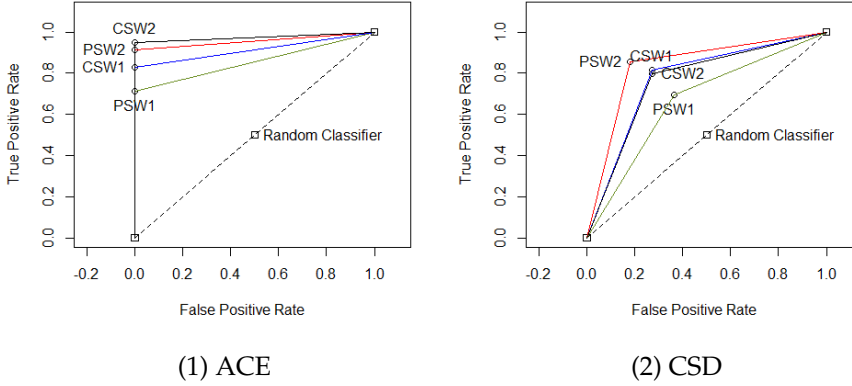 CSW2
PSW2
CSW1
PSW1
Random Classifier
True Positive Rate
0.0 0.2 0.4 0.6 0.8 1.0
-0.2 0.0 0.2 0.4 0.6 0.8 1.0
False Positive Rate
(1) ACE
PSW2
CSW1
CSW2
PSW1
Random Classifier
True Positive Rate
0.0 0.2 0.4 0.6 0.8 1.0
-0.2 0.0 0.2 0.4 0.6 0.8 1.0
False Positive Rate
(2) CSD